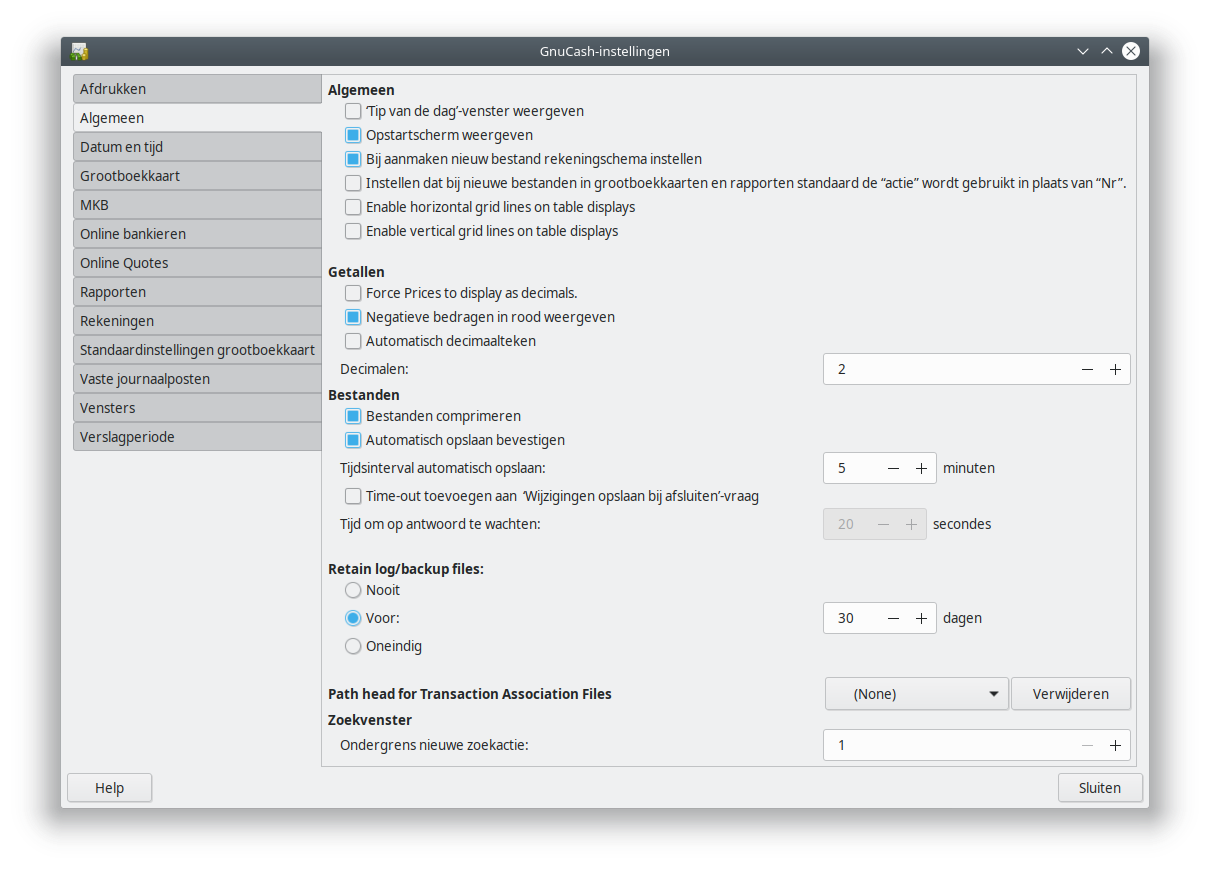 GnuCash-instellingen
Afdrukken
Algemeen
Datum en tijd
Grootboekkaart
MKB
Online bankieren
Online Quotes
Rapporten
Rekeningen
Standaardinstellingen grootboekkaart
Vaste journaalposten
Vensters
Verslagperiode
Algemeen
‘Tip van de dag’-venster weergeven
Opstartscherm weergeven
Bij aanmaken nieuw bestand rekeningschema instellen
Instellen dat bij nieuwe bestanden in grootboekkaarten en rapporten standaard de “actie” wordt gebruikt in plaats van “Nr”.
Enable horizontal grid lines on table displays
Enable vertical grid lines on table displays
Getallen
Force Prices to display as decimals.
Negatieve bedragen in rood weergeven
Automatisch decimaalteken
Decimalen: 2
Bestanden
Bestanden comprimeren
Automatisch opslaan bevestigen
Tijdsinterval automatisch opslaan: 5 minuten
Time-out toevoegen aan ‘Wijzigingen opslaan bij afsluiten’-vraag
Tijd om op antwoord te wachten: 20 secondes
Retain log/backup files:
Nooit
Voor: 30 dagen
Oneindig
Path head for Transaction Association Files (None) Verwijderen
Zoekvenster
Ondergrens nieuwe zoekactie: 1
Help Sluiten